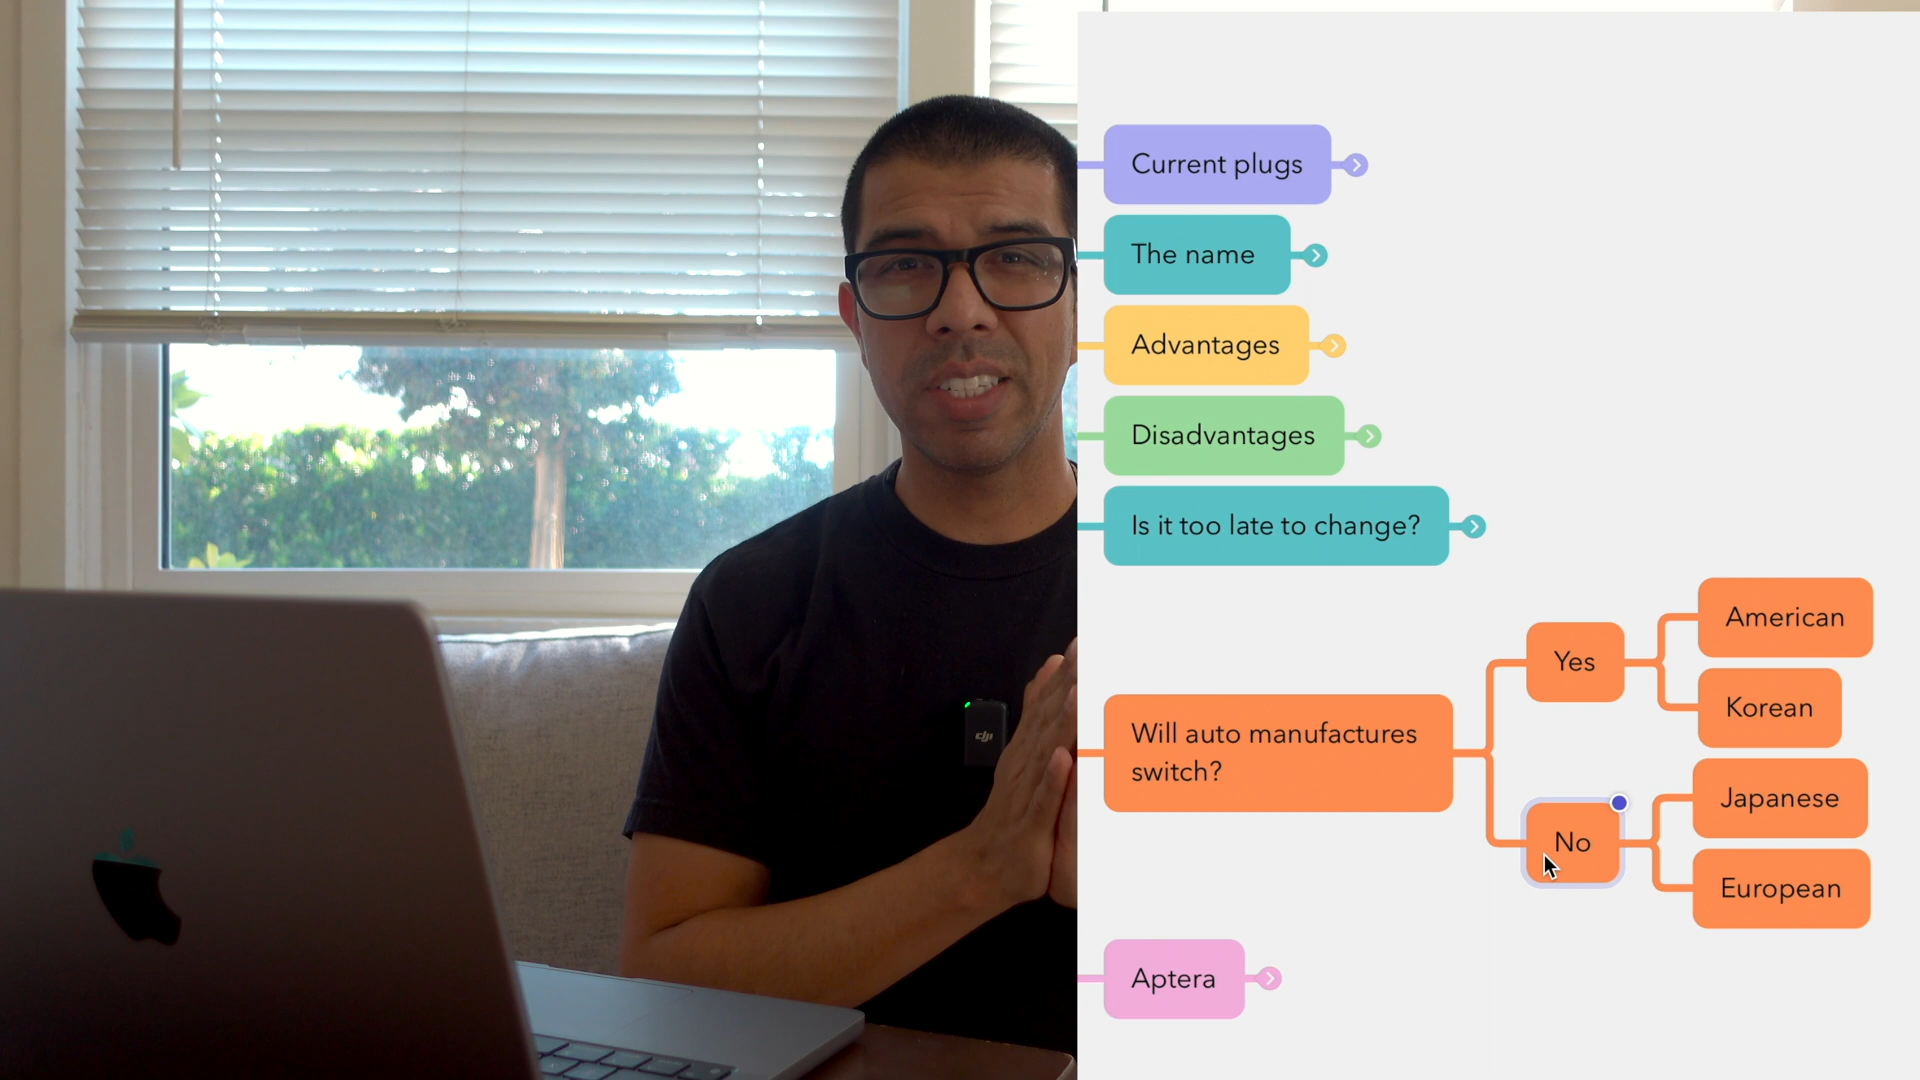 Current plugs
The name
Advantages
Disadvantages
Is it too late to change?
Will auto manufactures
switch?
Yes
American
Korean
No
Japanese
European
Aptera
dji